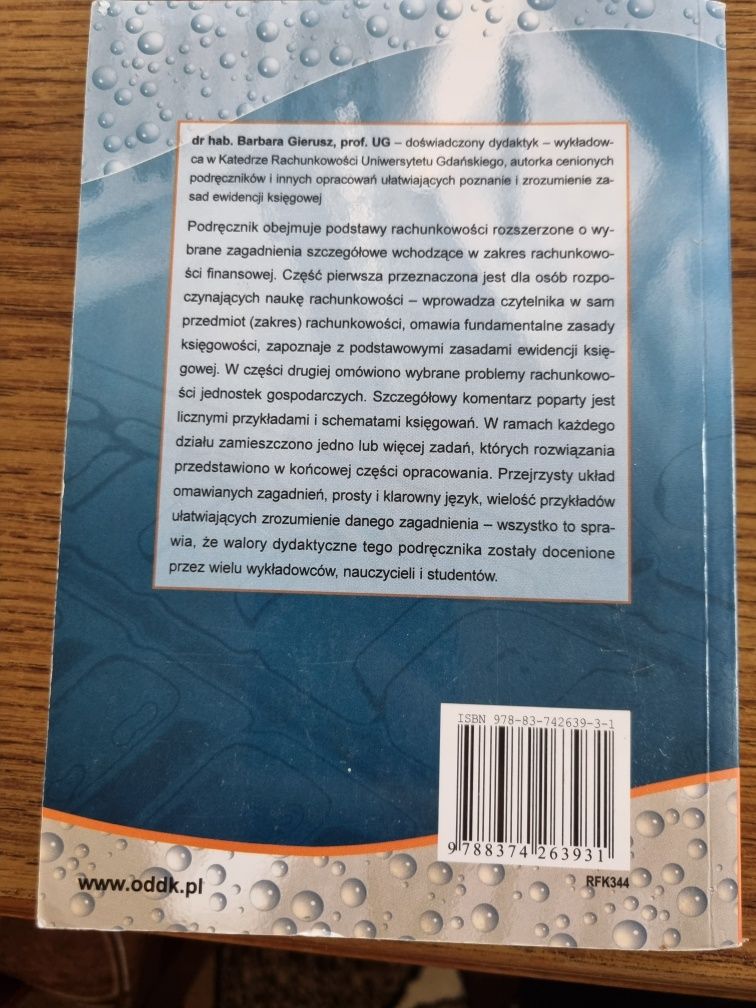 dr hab. Barbara Gierusz, prof. UG – doświadczony dydaktyk – wykładow-
ca w Katedrze Rachunkowości Uniwersytetu Gdańskiego, autorka cenionych
podręczników i innych opracowań ułatwiających poznanie i zrozumienie za-
sad ewidencji księgowej
Podręcznik obejmuje podstawy rachunkowości rozszerzone o wy-
brane zagadnienia szczegółowe wchodzące w zakres rachunkowo-
ści finansowej. Część pierwsza przeznaczona jest dla osób rozpo-
czynających naukę rachunkowości – wprowadza czytelnika w sam
przedmiot (zakres) rachunkowości, omawia fundamentalne zasady
księgowości, zapoznaje z podstawowymi zasadami ewidencji księ-
gowej. W części drugiej omówiono wybrane problemy rachunkowo-
ści jednostek gospodarczych. Szczegółowy komentarz poparty jest
licznymi przykładami i schematami księgowań. W ramach każdego
działu zamieszczono jedno lub więcej zadań, których rozwiązania
przedstawiono w końcowej części opracowania. Przejrzysty układ
omawianych zagadnień, prosty i klarowny język, wielość przykładów
ułatwiających zrozumienie danego zagadnienia – wszystko to spra-
wia, że walory dydaktyczne tego podręcznika zostały docenione
przez wielu wykładowców, nauczycieli i studentów.
ISBN 978-83-742639-3-1
9 788374 263931
www.oddk.pl
RFK344